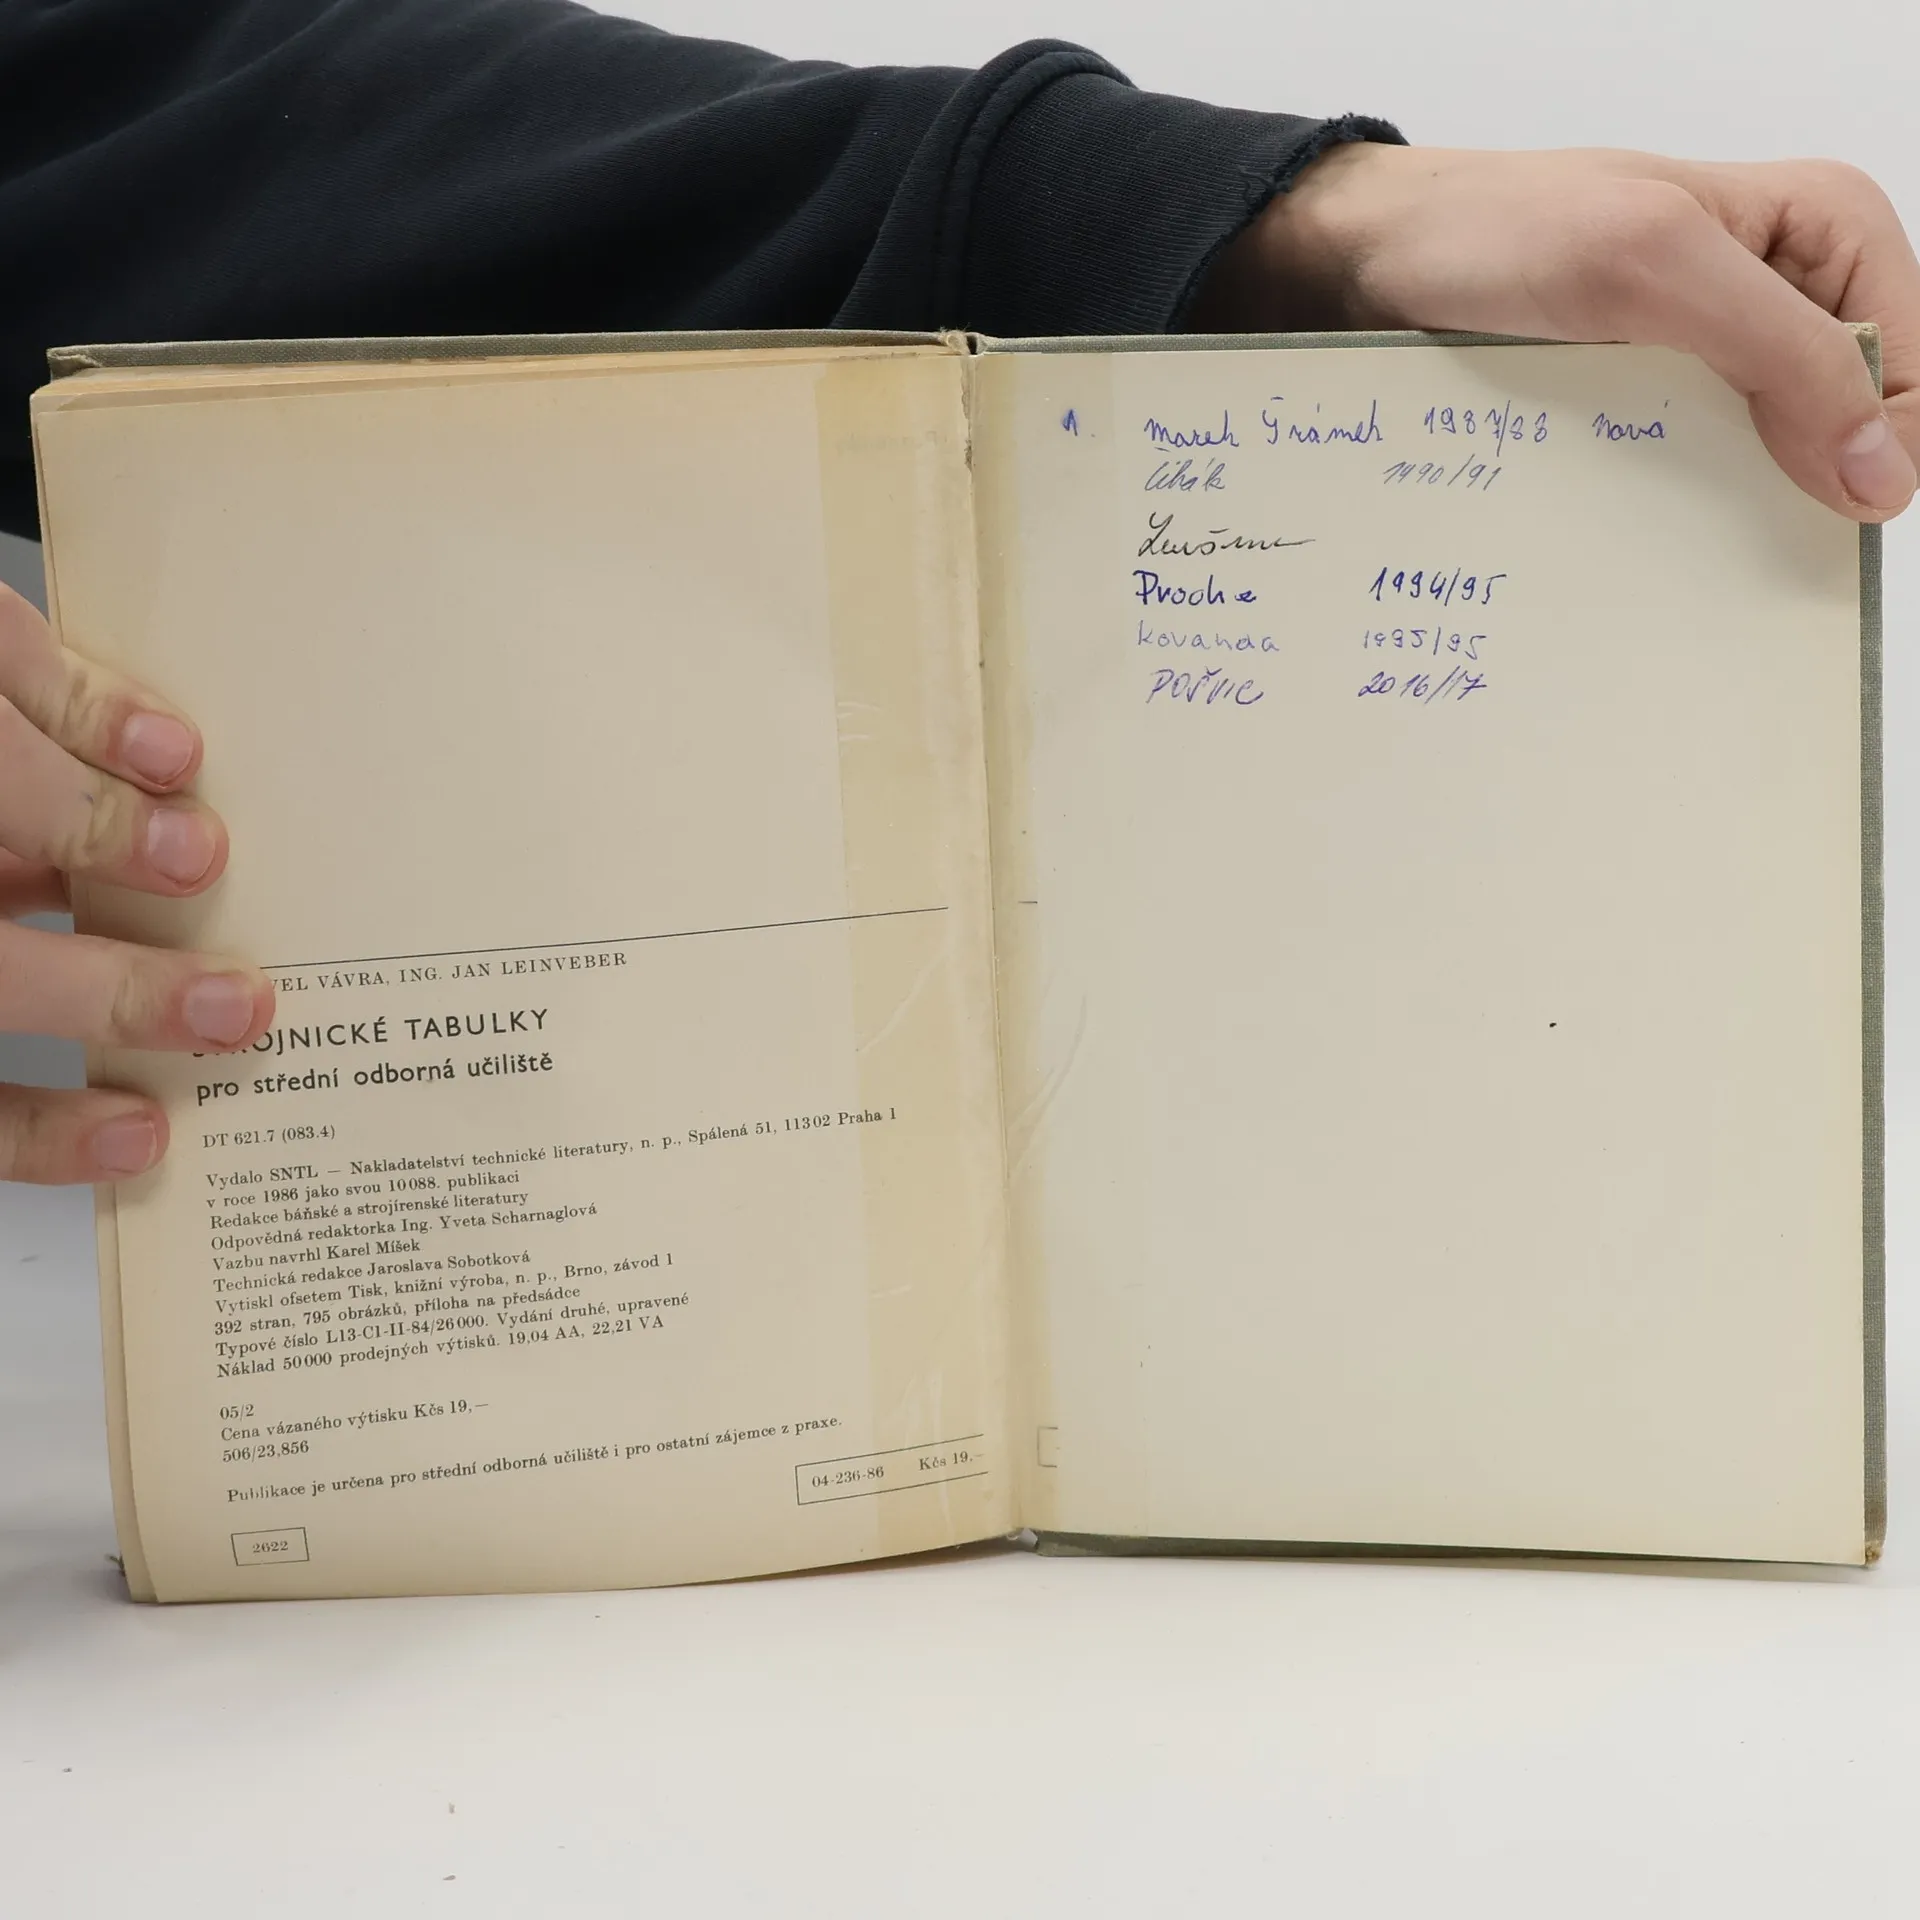 VEL VÁVRA, ING. JAN LEINVEBER
STROJNICKÉ TABULKY
pro střední odborná učiliště
DT 621.7 (083.4)
Vydalo SNTL — Nakladatelství technické literatury, n. p., Spálená 51, 113 02 Praha 1
v roce 1986 jako svou 10 088. publikaci
Redakce báňské a strojírenské literatury
Odpovědná redaktorka Ing. Yveta Scharnaglová
Vazbu navrhl Karel Míšek
Technická redakce Jaroslava Sobotková
Vytiskl ofsetem Tisk, knižní výroba, n. p., Brno, závod 1
392 stran, 795 obrázků, příloha na předsádce
Typové číslo L13-C1-II-84/26 000. Vydání druhé, upravené
Náklad 50 000 prodejných výtisků. 19,04 AA, 22,21 VA
05/2
Cena vázaného výtisku Kčs 19,—
506/23,856
Publikace je určena pro střední odborná učiliště i pro ostatní zájemce z praxe.
04-236-86 Kčs 19,—
2622
1. Marek 1987/88 nová
Čihák 1990/91
1994/95
Kovanda 1995/95
POŠVIC 2016/17